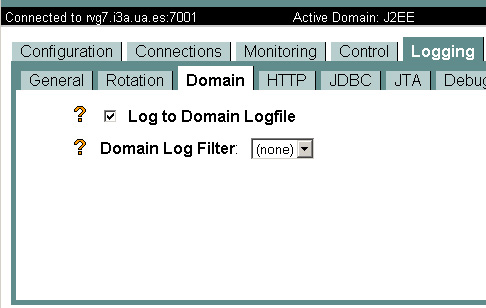 Connected to rvg7.i3a.ua.es:7001 Active Domain: J2EE
Configuration Connections Monitoring Control Logging
General Rotation Domain HTTP JDBC JTA Debug
? Log to Domain Logfile
? Domain Log Filter: (none)